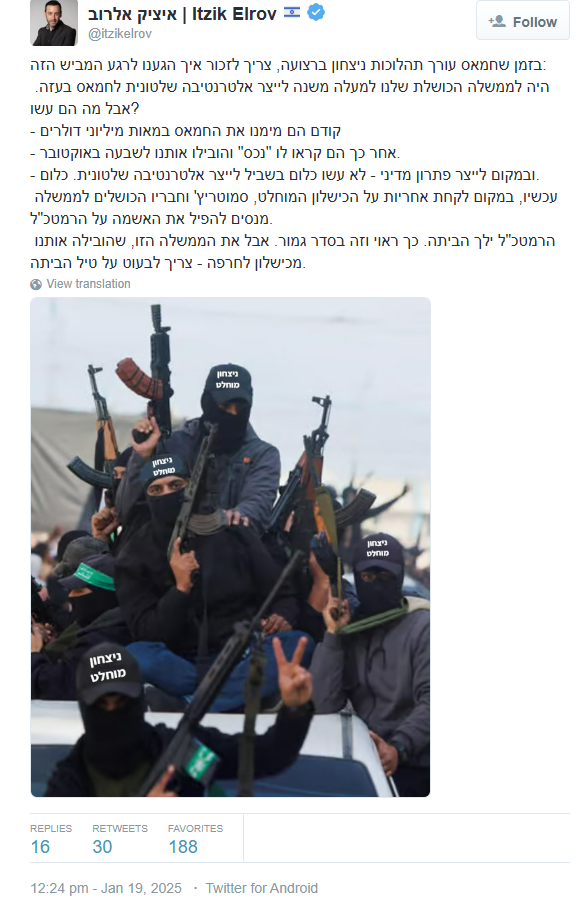 איציק אלרוב | Itzik Elrov
@itzikelrov
Follow
בזמן שחמאס עורך תהלוכות ניצחון ברצועה, צריך לזכור איך הגענו לרגע המביש הזה:
היה לממשלה הכושלת שלנו למעלה משנה לייצר אלטרנטיבה שלטונית לחמאס בעזה.
אבל מה הם עשו?
- קודם הם מימנו את החמאס במאות מיליוני דולרים
- אחר כך הם קראו לו "נכס" והובילו אותנו לשבעה באוקטובר.
- ובמקום לייצר פתרון מדיני - לא עשו כלום בשביל לייצר אלטרנטיבה שלטונית. כלום.
עכשיו, במקום לקחת אחריות על הכישלון המוחלט, סמוטריץ' וחבריו הכושלים לממשלה
מנסים להפיל את האשמה על הרמטכ"ל.
הרמטכ"ל ילך הביתה. כך ראוי וזה בסדר גמור. אבל את הממשלה הזו, שהובילה אותנו
מכישלון לחרפה - צריך לבעוט על טיל הביתה.
View translation
ניצחון
מוחלט
ניצחון
מוחלט
ניצחון
מוחלט
ניצחון
מוחלט
REPLIES RETWEETS FAVORITES
16 30 188
12:24 pm - Jan 19, 2025 · Twitter for Android